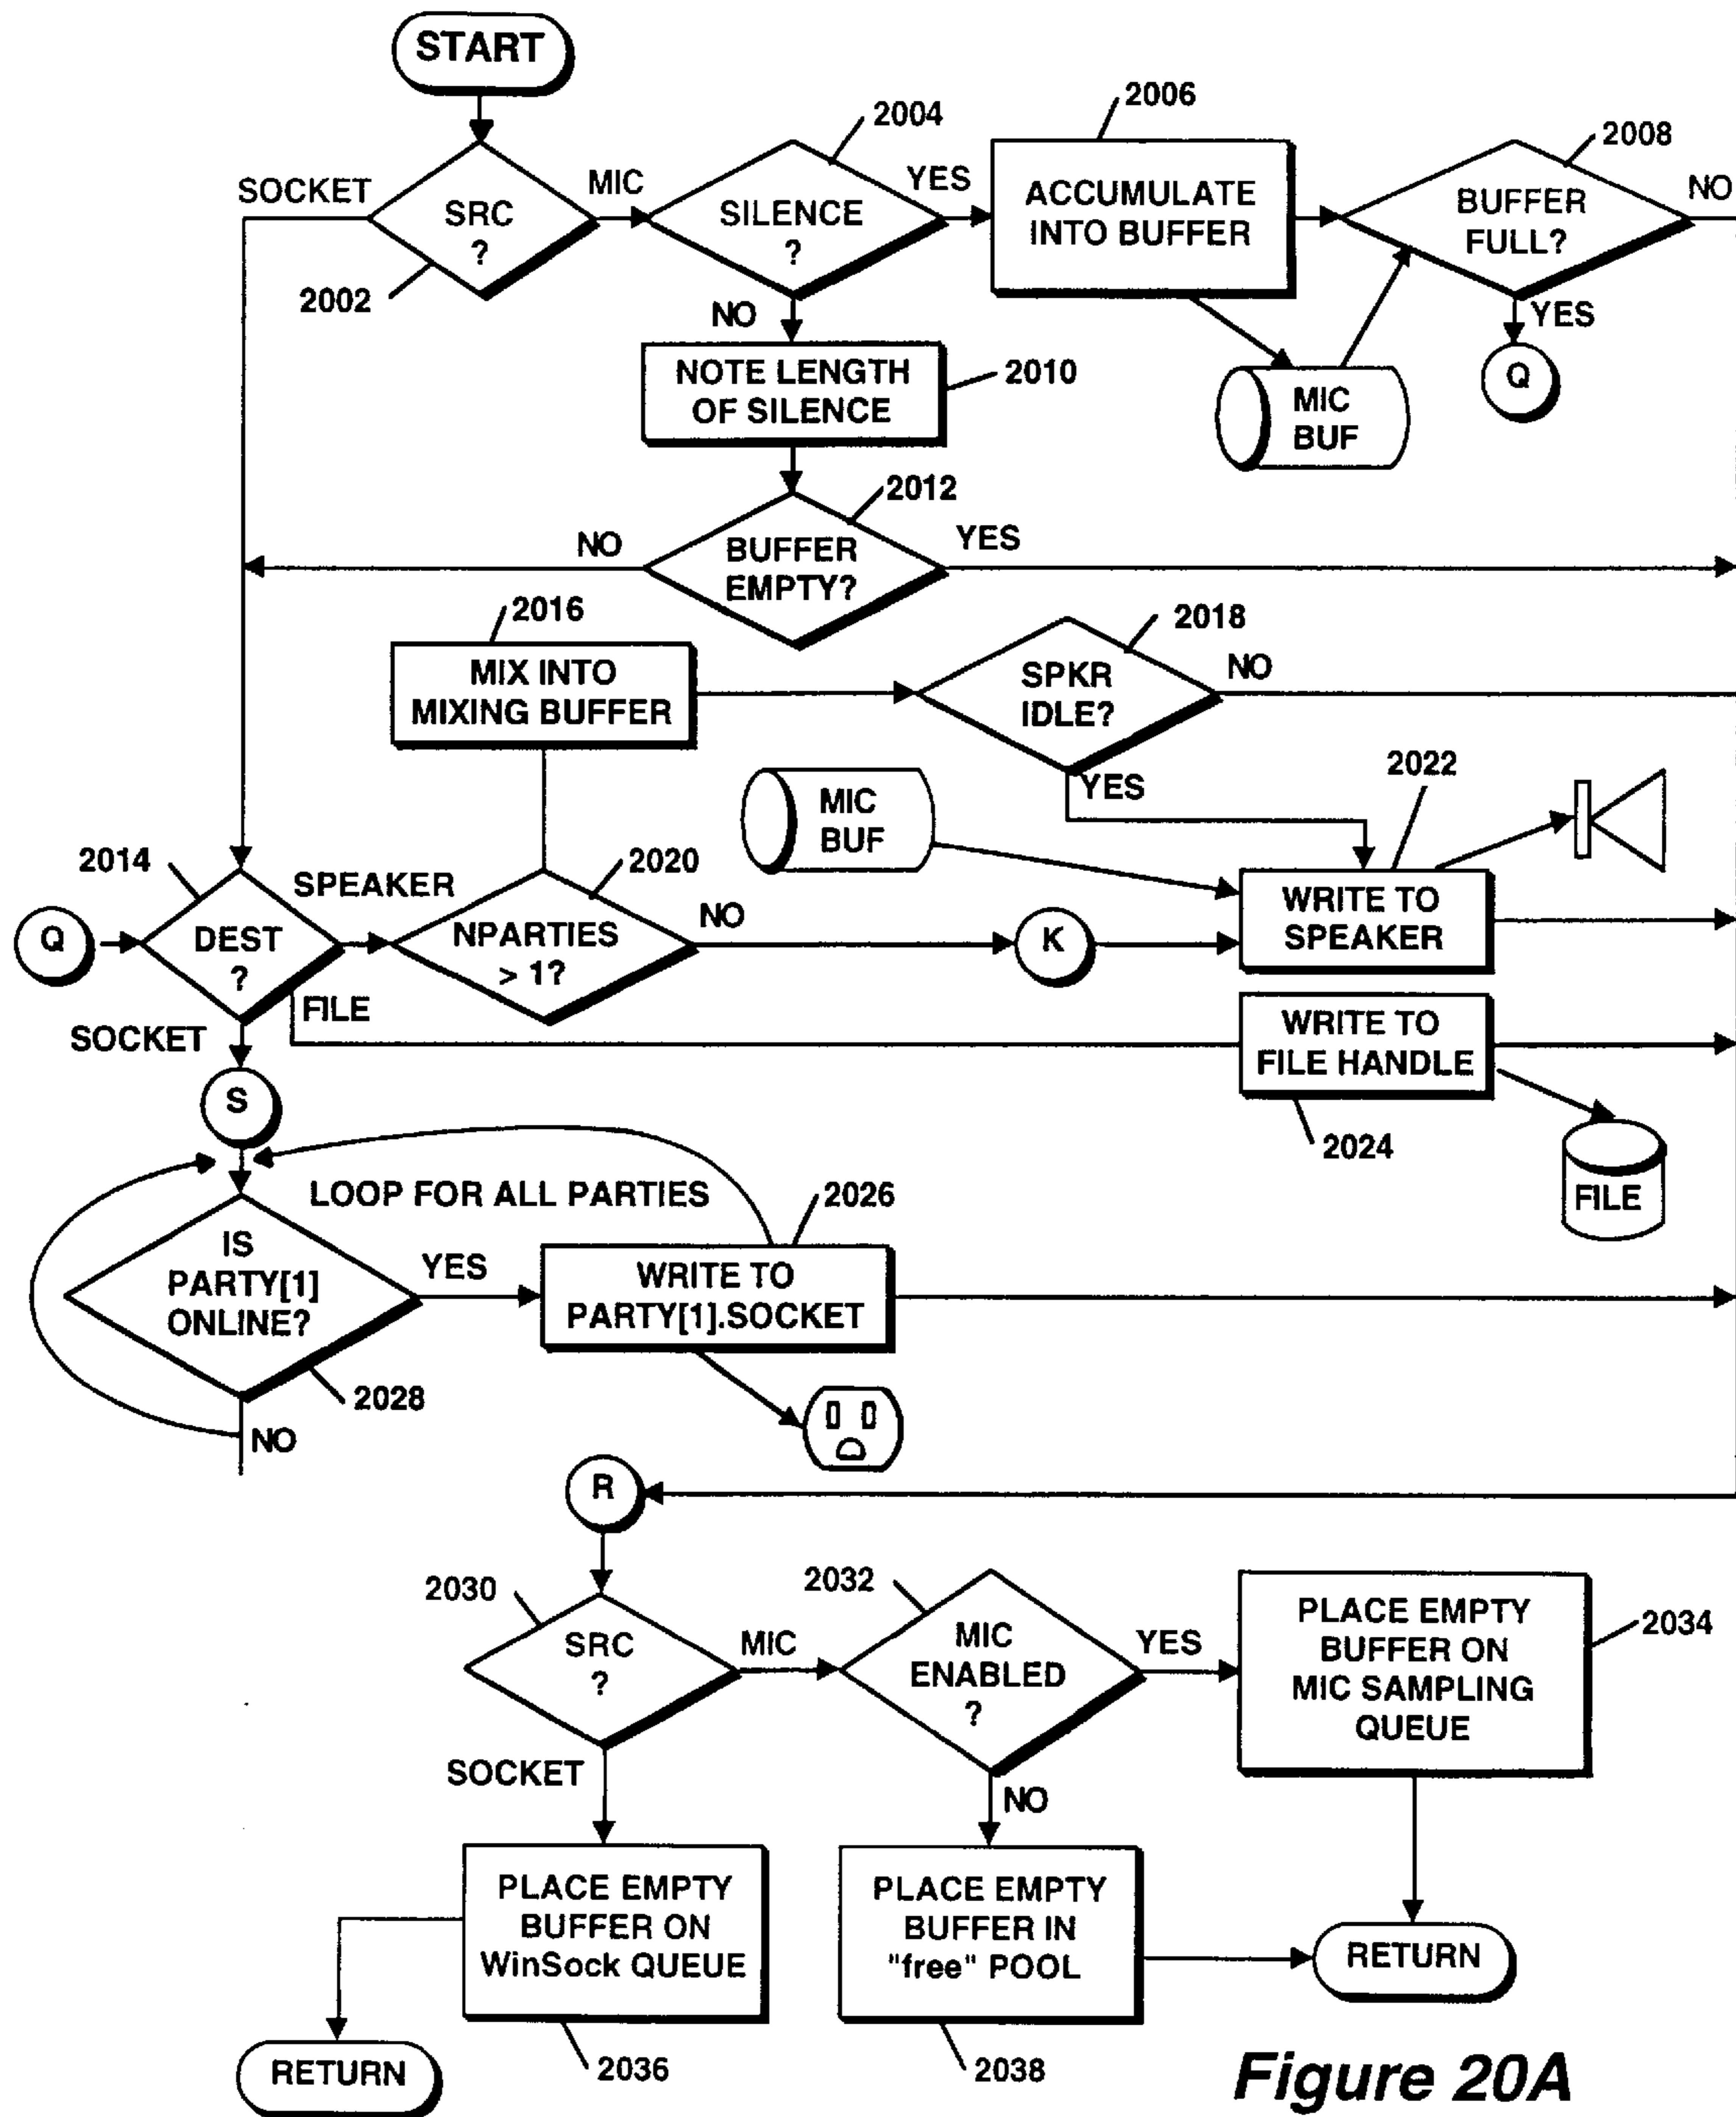 START
2006
2004
2008
SOCKET
MIC
YES
NO
SRC
?
SILENCE
?
ACCUMULATE
INTO BUFFER
BUFFER
FULL?
2002
NO
YES
NOTE LENGTH
OF SILENCE
2010
Q
MIC
BUF
2012
NO
YES
BUFFER
EMPTY?
2016
2018
MIX INTO
MIXING BUFFER
SPKR
IDLE?
NO
2022
YES
MIC
BUF
2014
2020
SPEAKER
Q
DEST
?
NPARTIES
> 1?
NO
K
WRITE TO
SPEAKER
FILE
SOCKET
WRITE TO
FILE HANDLE
S
2024
LOOP FOR ALL PARTIES
2026
FILE
IS
PARTY[1]
ONLINE?
YES
WRITE TO
PARTY[1].SOCKET
2028
NO
R
2030
2032
2034
SRC
?
MIC
MIC
ENABLED
?
YES
PLACE EMPTY
BUFFER ON
MIC SAMPLING
QUEUE
SOCKET
NO
PLACE EMPTY
BUFFER ON
WinSock QUEUE
PLACE EMPTY
BUFFER IN
"free" POOL
RETURN
RETURN
2036
2038
Figure 20A